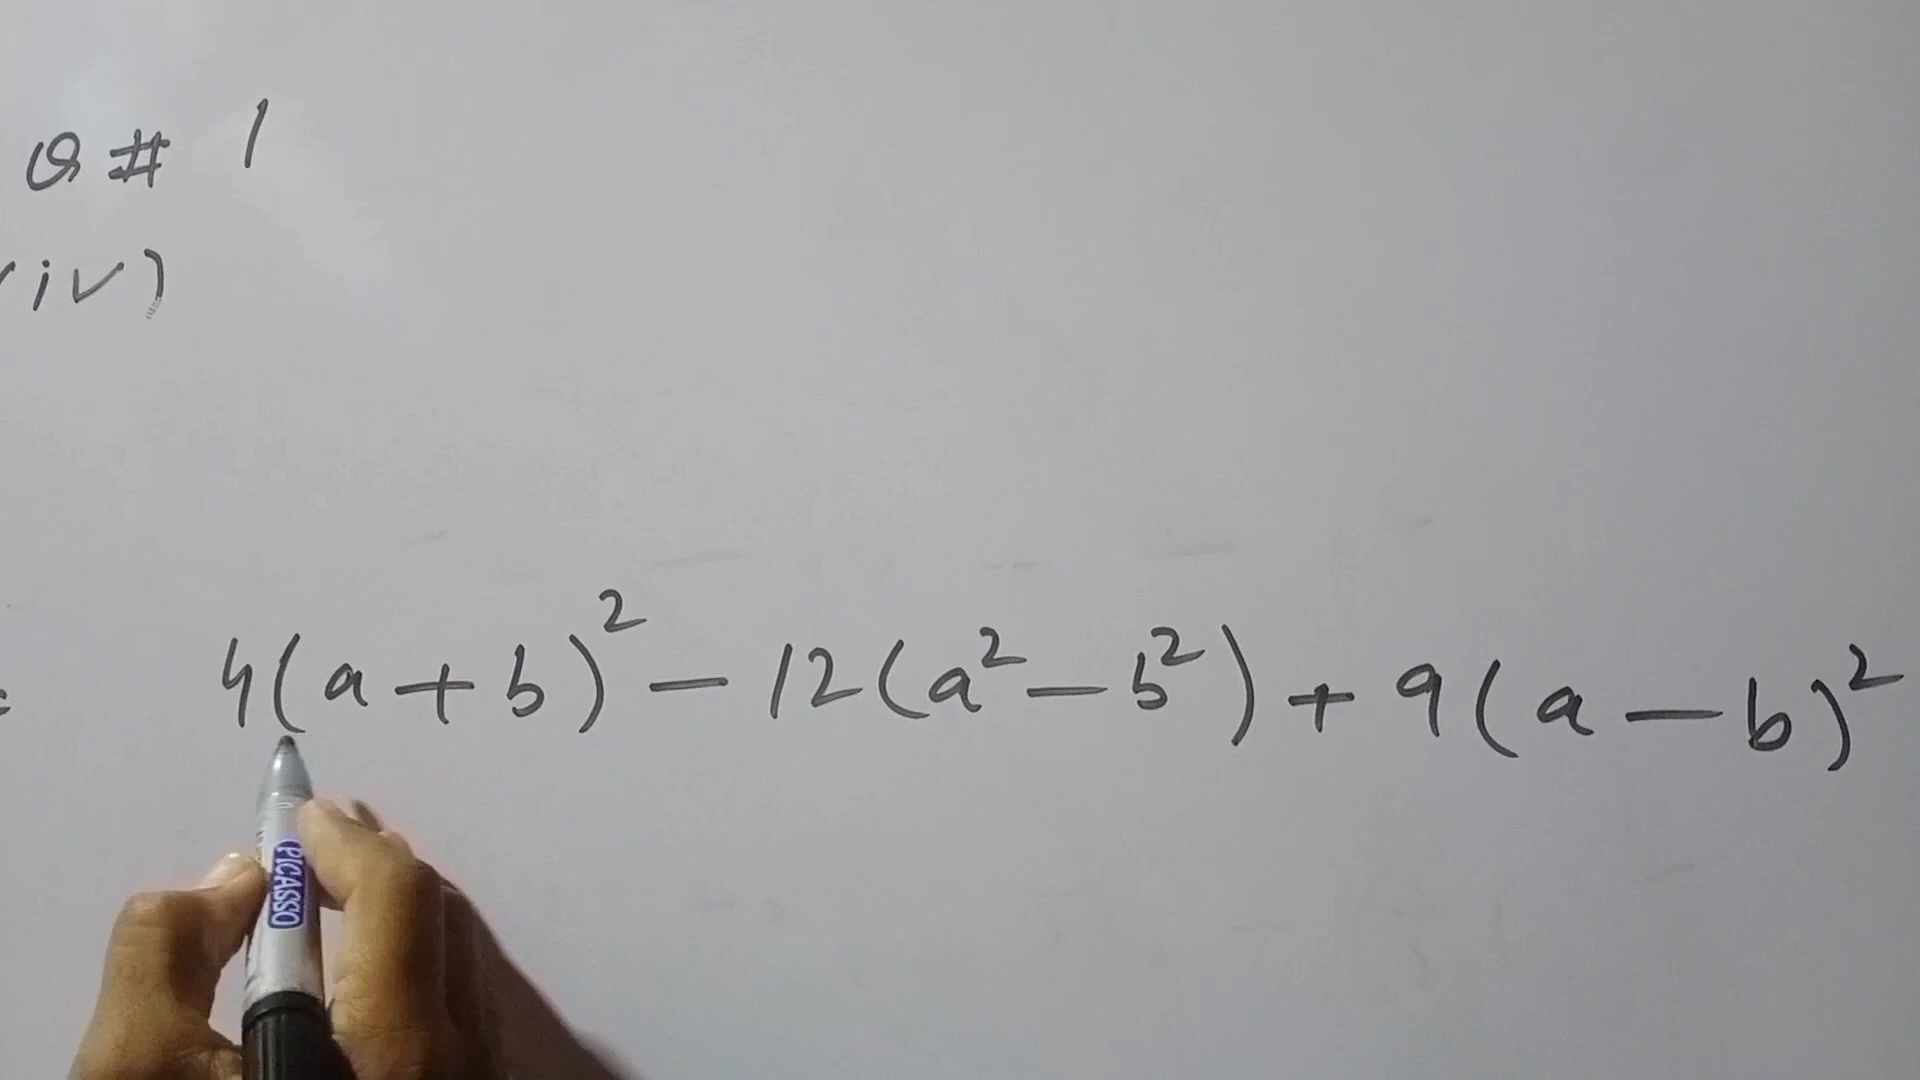 Q# 1
(iv)
4(a+b)² - 12(a² - b²) + 9(a - b)²
PICASSO